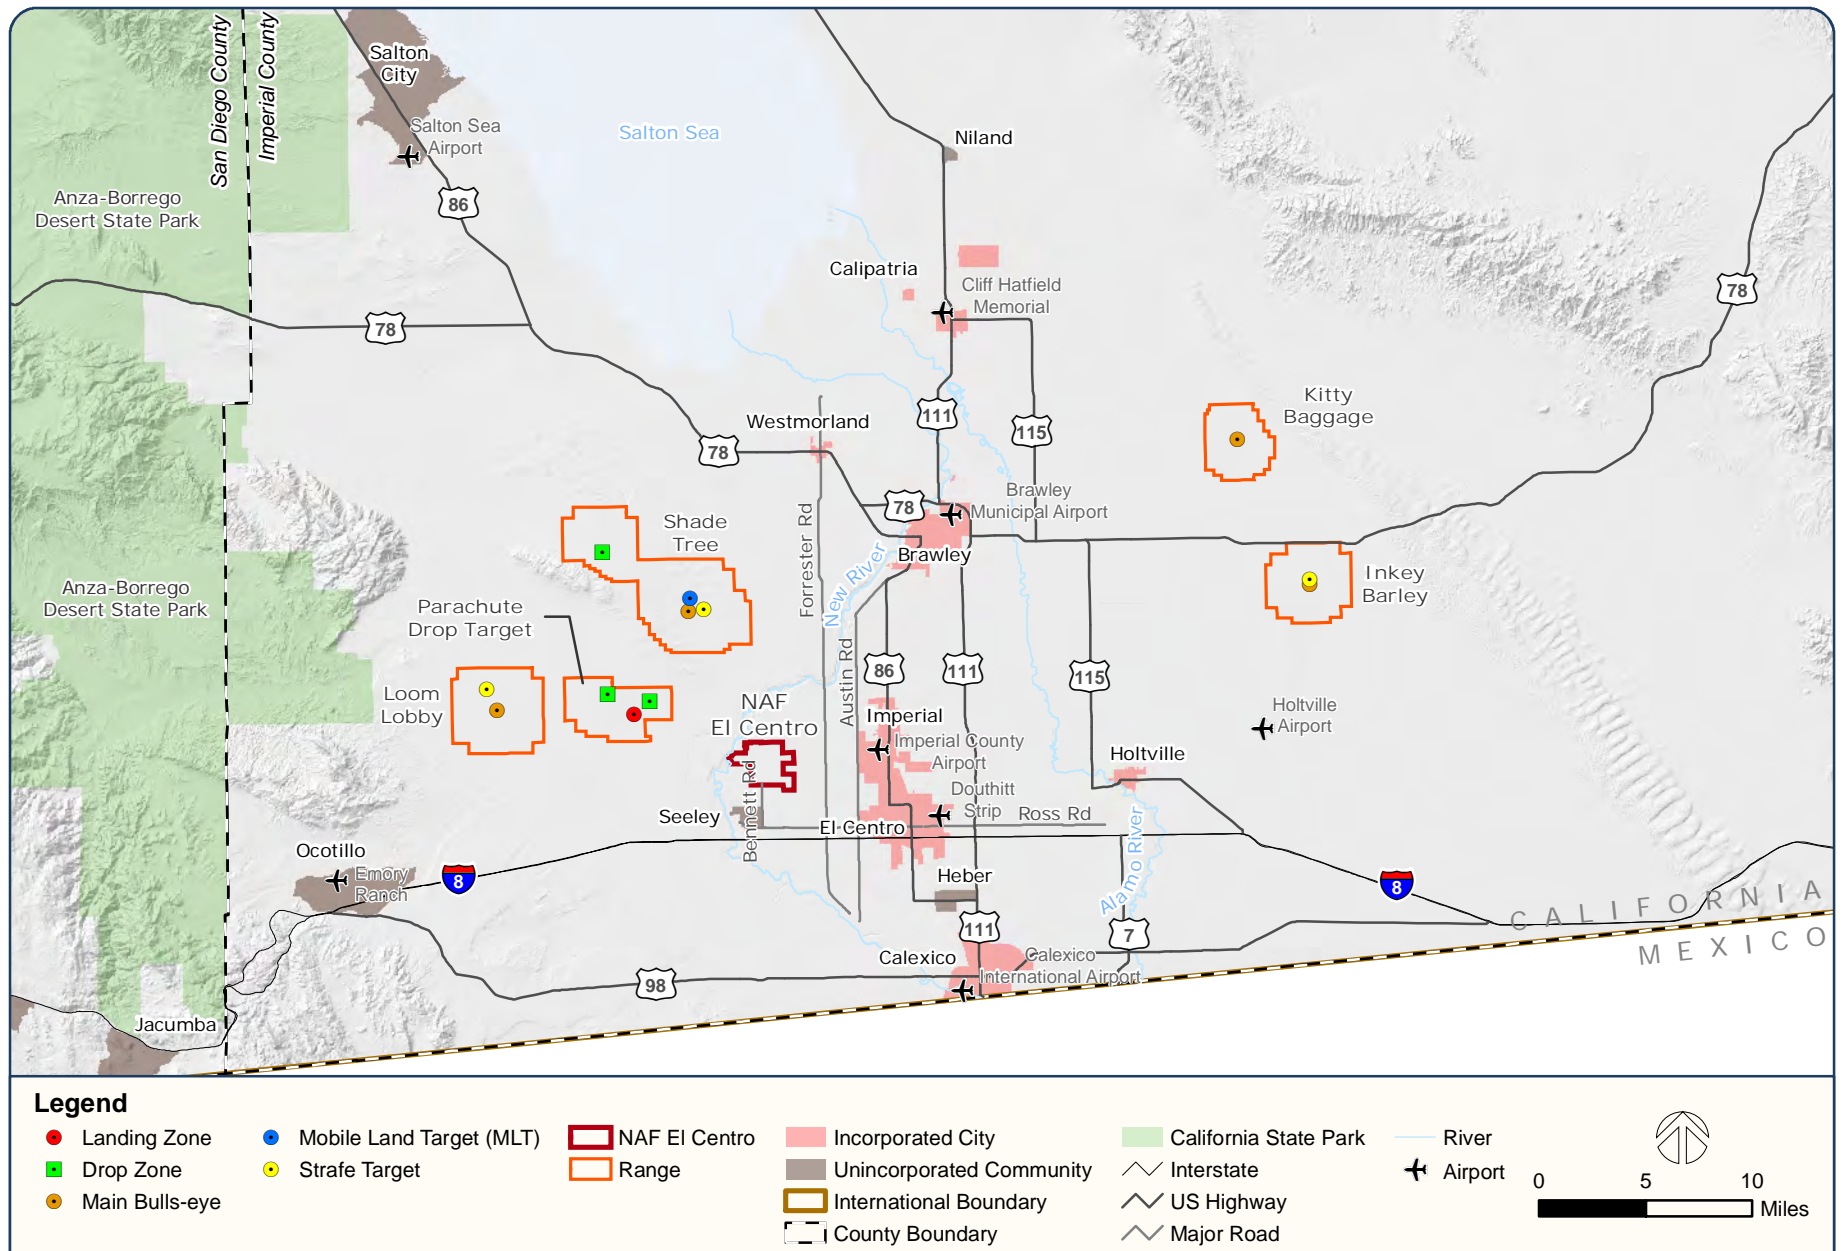 San Diego County
Imperial County
Salton
City
Salton Sea
Airport
Salton Sea
Niland
86
Anza-Borrego
Desert State Park
Calipatria
Cliff Hatfield
Memorial
78
78
Kitty
Baggage
111
115
Westmorland
78
78
Brawley
Municipal Airport
Shade
Tree
Forrester Rd
New River
Brawley
Inkey
Barley
Anza-Borrego
Desert State Park
Parachute
Drop Target
Austin Rd
86
111
115
Loom
Lobby
NAF
El Centro
Imperial
Imperial County
Airport
Holtville
Airport
Holtville
Bennett Rd
Douthitt
Strip
Ross Rd
Seeley
El Centro
Ocotillo
Emory
Ranch
8
Heber
Alamo River
8
CALIFORNIA
MEXICO
111
7
Calexico
Calexico
International Airport
98
Jacumba
Legend
Landing Zone
Drop Zone
Main Bulls-eye
Mobile Land Target (MLT)
Strafe Target
NAF El Centro
Range
Incorporated City
Unincorporated Community
International Boundary
County Boundary
California State Park
Interstate
US Highway
Major Road
River
Airport
0 5 10
Miles